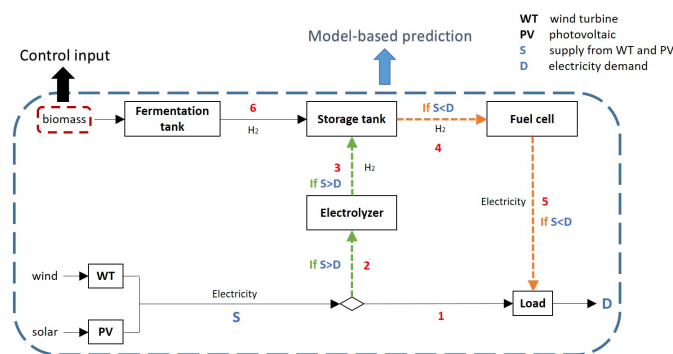 WT wind turbine
PV photovoltaic
S supply from WT and PV
D electricity demand
Model-based prediction
Control input
biomass
Fermentation
tank
6
H₂
Storage tank
If S<D
H₂
4
Fuel cell
3
H₂
If S>D
Electrolyzer
Electricity
5
If S<D
If S>D
2
wind
WT
Electricity
S
1
Load
D
solar
PV